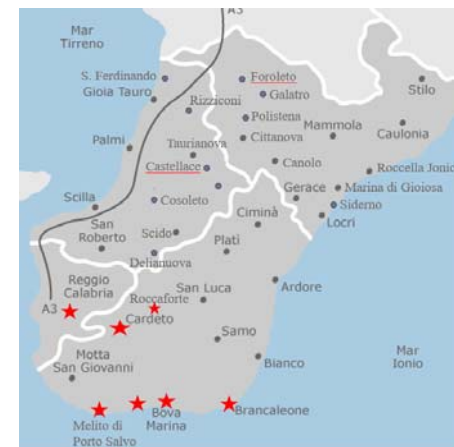 A3
Mar
Tirreno
S. Ferdinando
Foroleto
Gioia Tauro
Galatro
Stilo
Rizziconi
Polistena
Caulonia
Mammola
Cittanova
Palmi
Taurianova
Canolo
Roccella Jonic
Castellace
Gerace
Marina di Gioiosa
Siderno
Scilla
Cosoleto
Locri
San
Roberto
Scido
Ciminà
Platì
Delianuova
Reggio
Calabria
Ardore
San Luca
Roccaforte
A3
Cardeto
Samo
Mar
Ionio
Bianco
Motta
San Giovanni
Bova
Marina
Brancaleone
Melito di
Porto Salvo